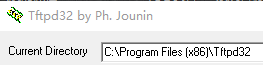 Tftpd32 by Ph. Jounin
Current Directory C:\Program Files (x86)\Tftpd32